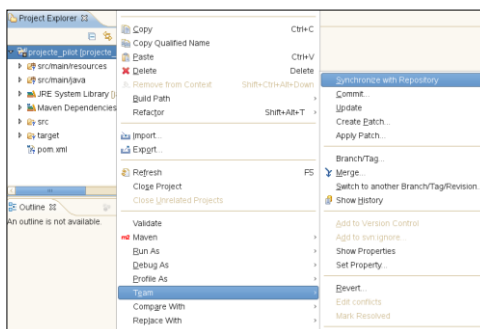 Project Explorer
projecte_pilot [projecte_
src/main/resources
src/main/java
JRE System Library [j
Maven Dependencies
src
target
pom.xml
Outline
An outline is not available.
Copy Ctrl+C
Copy Qualified Name
Paste Ctrl+V
Delete Delete
Remove from Context Shift+Ctrl+Alt+Down
Build Path
Refactor Shift+Alt+T
Import...
Export...
Refresh F5
Close Project
Close Unrelated Projects
Validate
Maven
Run As
Debug As
Profile As
Team
Compare With
Replace With
Synchronize with Repository
Commit...
Update
Create Patch...
Apply Patch...
Branch/Tag...
Merge...
Switch to another Branch/Tag/Revision.
Show History
Add to Version Control
Add to svn:ignore...
Show Properties
Set Property...
Revert...
Edit conflicts
Mark Resolved